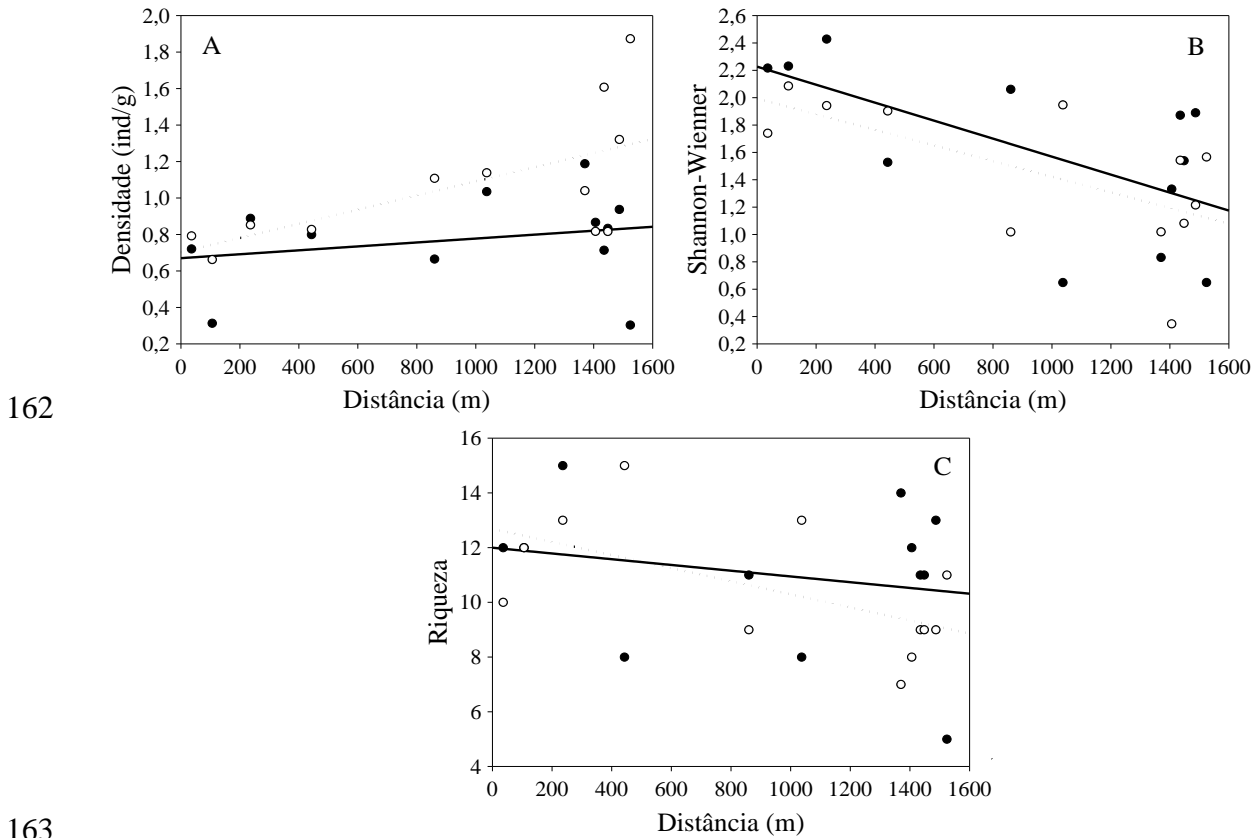 A
Densidade (ind/g)
2,0
1,8
1,6
1,4
1,2
1,0
0,8
0,6
0,4
0,2
0 200 400 600 800 1000 1200 1400 1600
Distância (m)
B
Shannon-Wienner
2,6
2,4
2,2
2,0
1,8
1,6
1,4
1,2
1,0
0,8
0,6
0,4
0,2
0 200 400 600 800 1000 1200 1400 1600
Distância (m)
162
C
Riqueza
16
14
12
10
8
6
4
0 200 400 600 800 1000 1200 1400 1600
Distância (m)
163